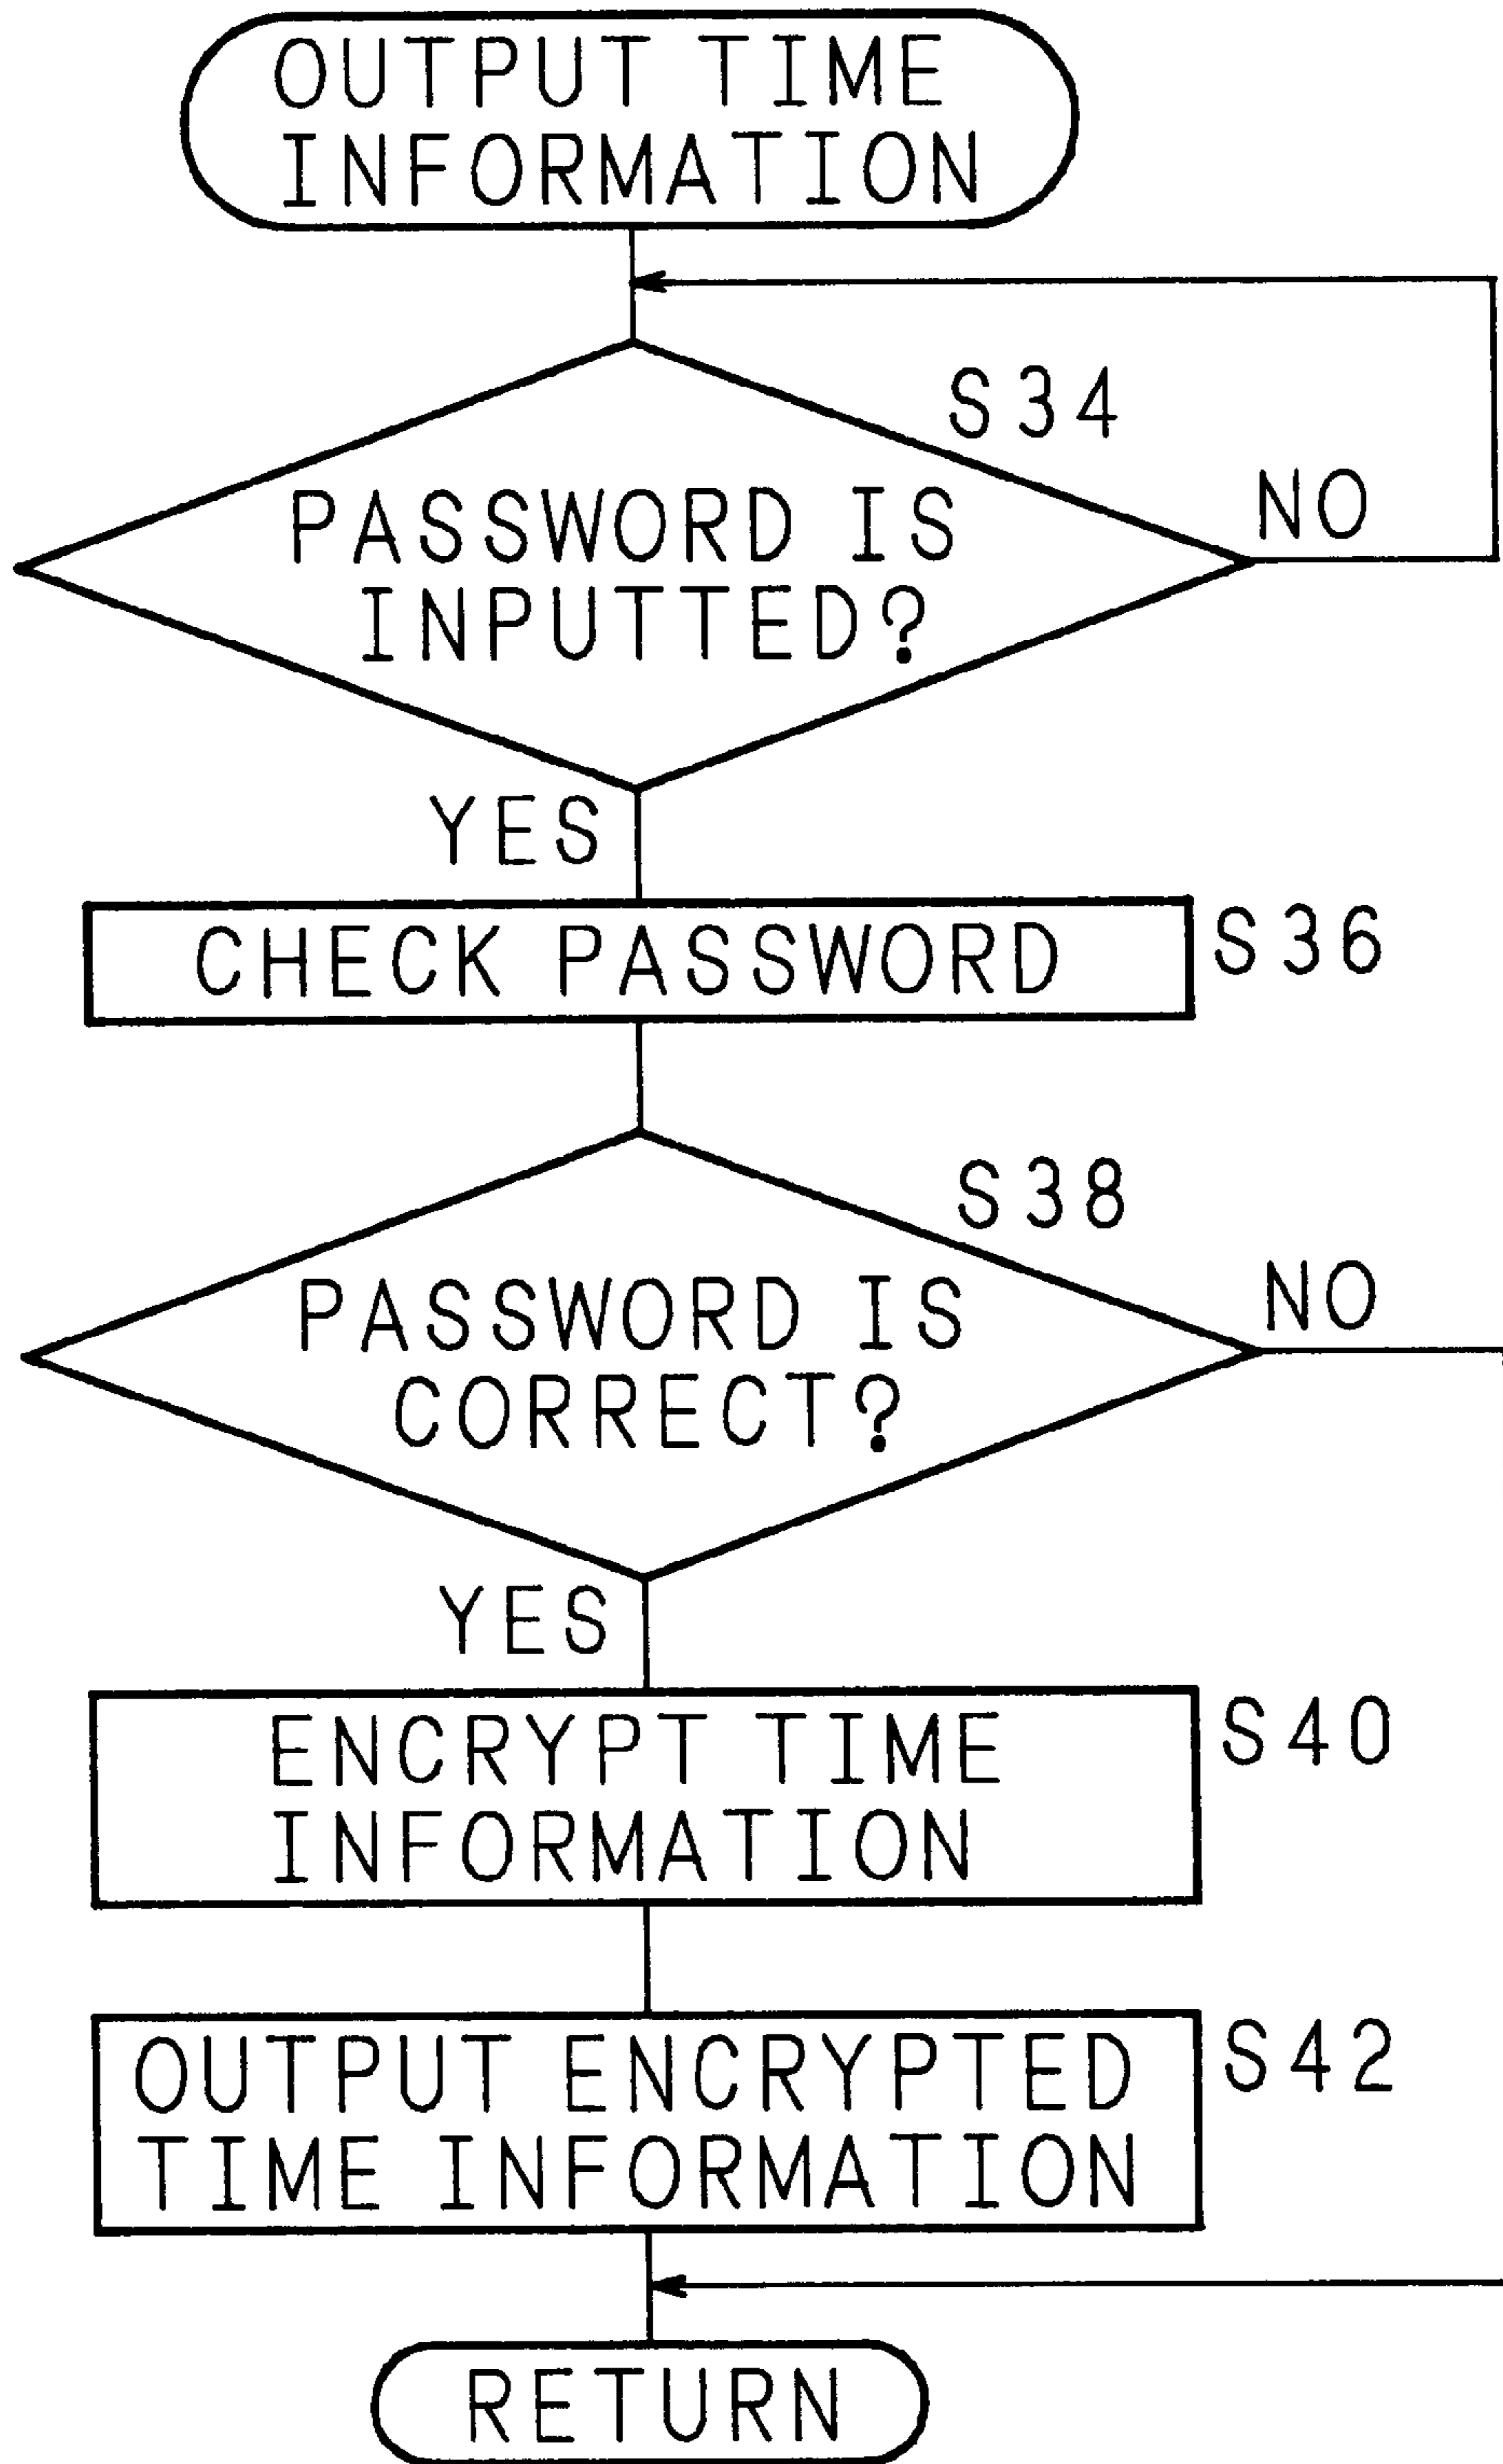 OUTPUT TIME
INFORMATION
S34
NO
PASSWORD IS
INPUTTED?
YES
CHECK PASSWORD
S36
S38
NO
PASSWORD IS
CORRECT?
YES
ENCRYPT TIME
INFORMATION
S40
OUTPUT ENCRYPTED
TIME INFORMATION
S42
RETURN